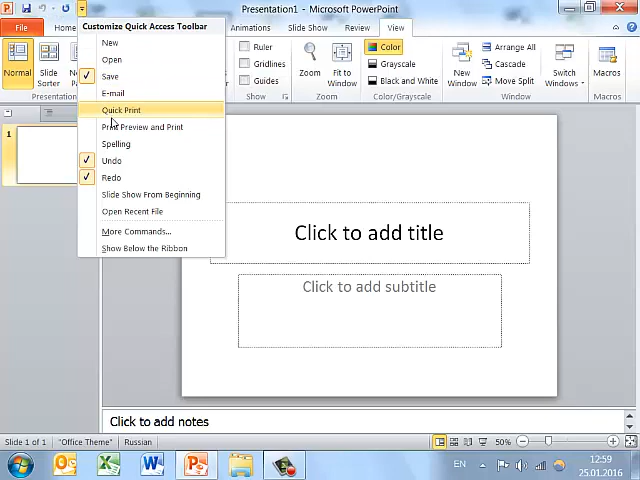 Presentation1 - Microsoft PowerPoint
File
Animations
Slide Show
Review
View
Customize Quick Access Toolbar
New
Open
Save
E-mail
Quick Print
Print Preview and Print
Spelling
Undo
Redo
Slide Show From Beginning
Open Recent File
More Commands...
Show Below the Ribbon
Normal
Slide
Sorter
Presentation
Ruler
Gridlines
Guides
Show
Zoom
Fit to
Window
Zoom
Color
Grayscale
Black and White
Color/Grayscale
New
Window
Arrange All
Cascade
Move Split
Window
Switch
Windows
Macros
Macros
1
Click to add title
Click to add subtitle
Click to add notes
Slide 1 of 1
"Office Theme"
Russian
50%
EN
12:59
25.01.2016